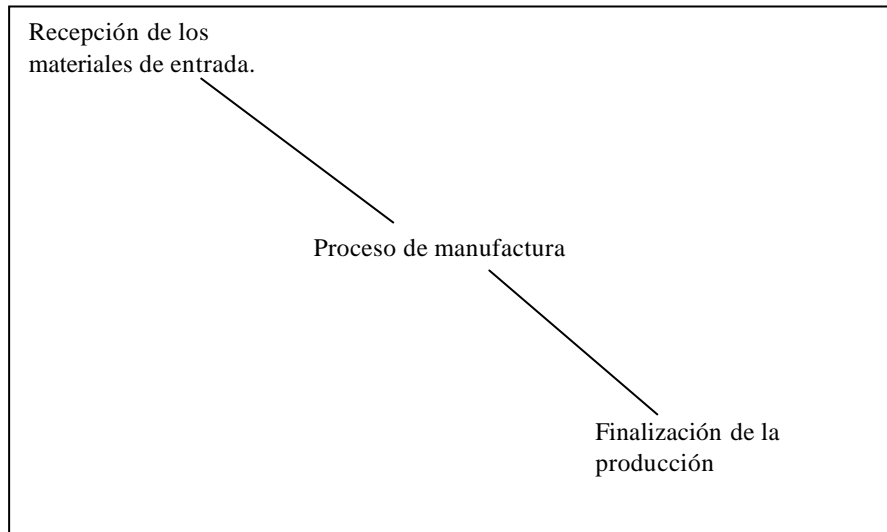 Recepción de los
materiales de entrada.
Proceso de manufactura
Finalización de la
producción